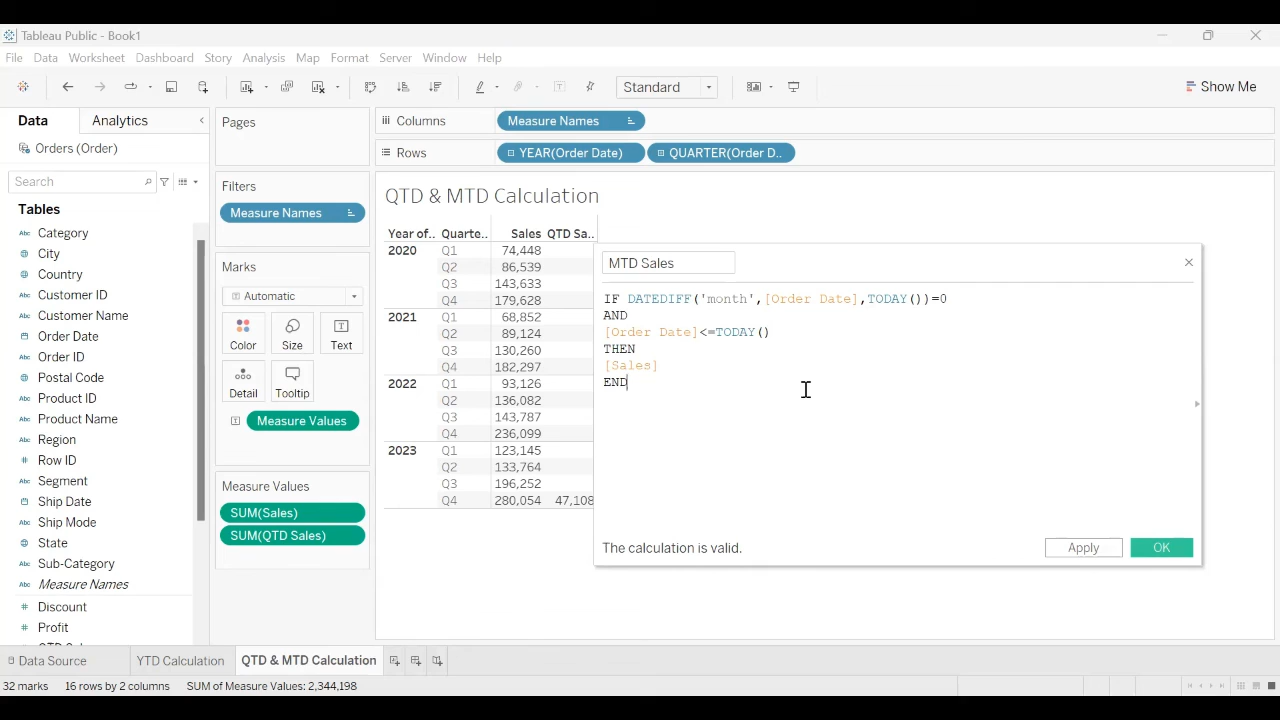 Tableau Public - Book1
File Data Worksheet Dashboard Story Analysis Map Format Server Window Help
Standard
Show Me
Data Analytics
Orders (Order)
Search
Tables
Category
City
Country
Customer ID
Customer Name
Order Date
Order ID
Postal Code
Product ID
Product Name
Region
Row ID
Segment
Ship Date
Ship Mode
State
Sub-Category
Measure Names
Discount
Profit
Pages
Filters
Measure Names
Marks
Automatic
Color Size Text
Detail Tooltip
Measure Values
Measure Values
SUM(Sales)
SUM(QTD Sales)
Columns Measure Names
Rows YEAR(Order Date) QUARTER(Order D..
QTD & MTD Calculation
Year of.. Quarte.. Sales QTD Sa..
2020 Q1 74,448
Q2 86,539
Q3 143,633
Q4 179,628
2021 Q1 68,852
Q2 89,124
Q3 130,260
Q4 182,297
2022 Q1 93,126
Q2 136,082
Q3 143,787
Q4 236,099
2023 Q1 123,145
Q2 133,764
Q3 196,252
Q4 280,054 47,108
MTD Sales
IF DATEDIFF('month',[Order Date],TODAY())=0
AND
[Order Date]<=TODAY()
THEN
[Sales]
END
The calculation is valid.
Apply OK
Data Source YTD Calculation QTD & MTD Calculation
32 marks 16 rows by 2 columns SUM of Measure Values: 2,344,198